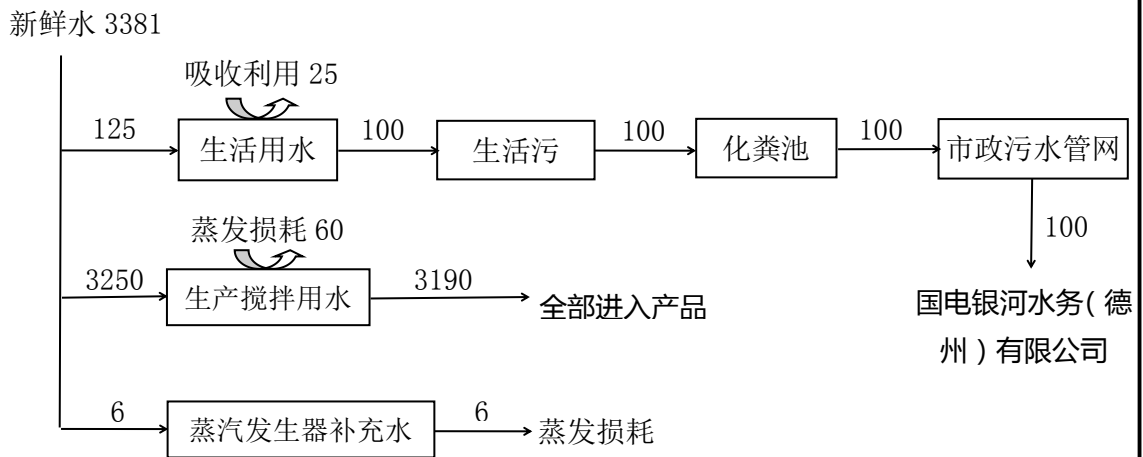 新鲜水 3381
吸收利用 25
125
生活用水
100
生活污
100
化粪池
100
市政污水管网
100
国电银河水务(德
州)有限公司
蒸发损耗 60
3250
生产搅拌用水
3190
全部进入产品
6
蒸汽发生器补充水
6
蒸发损耗